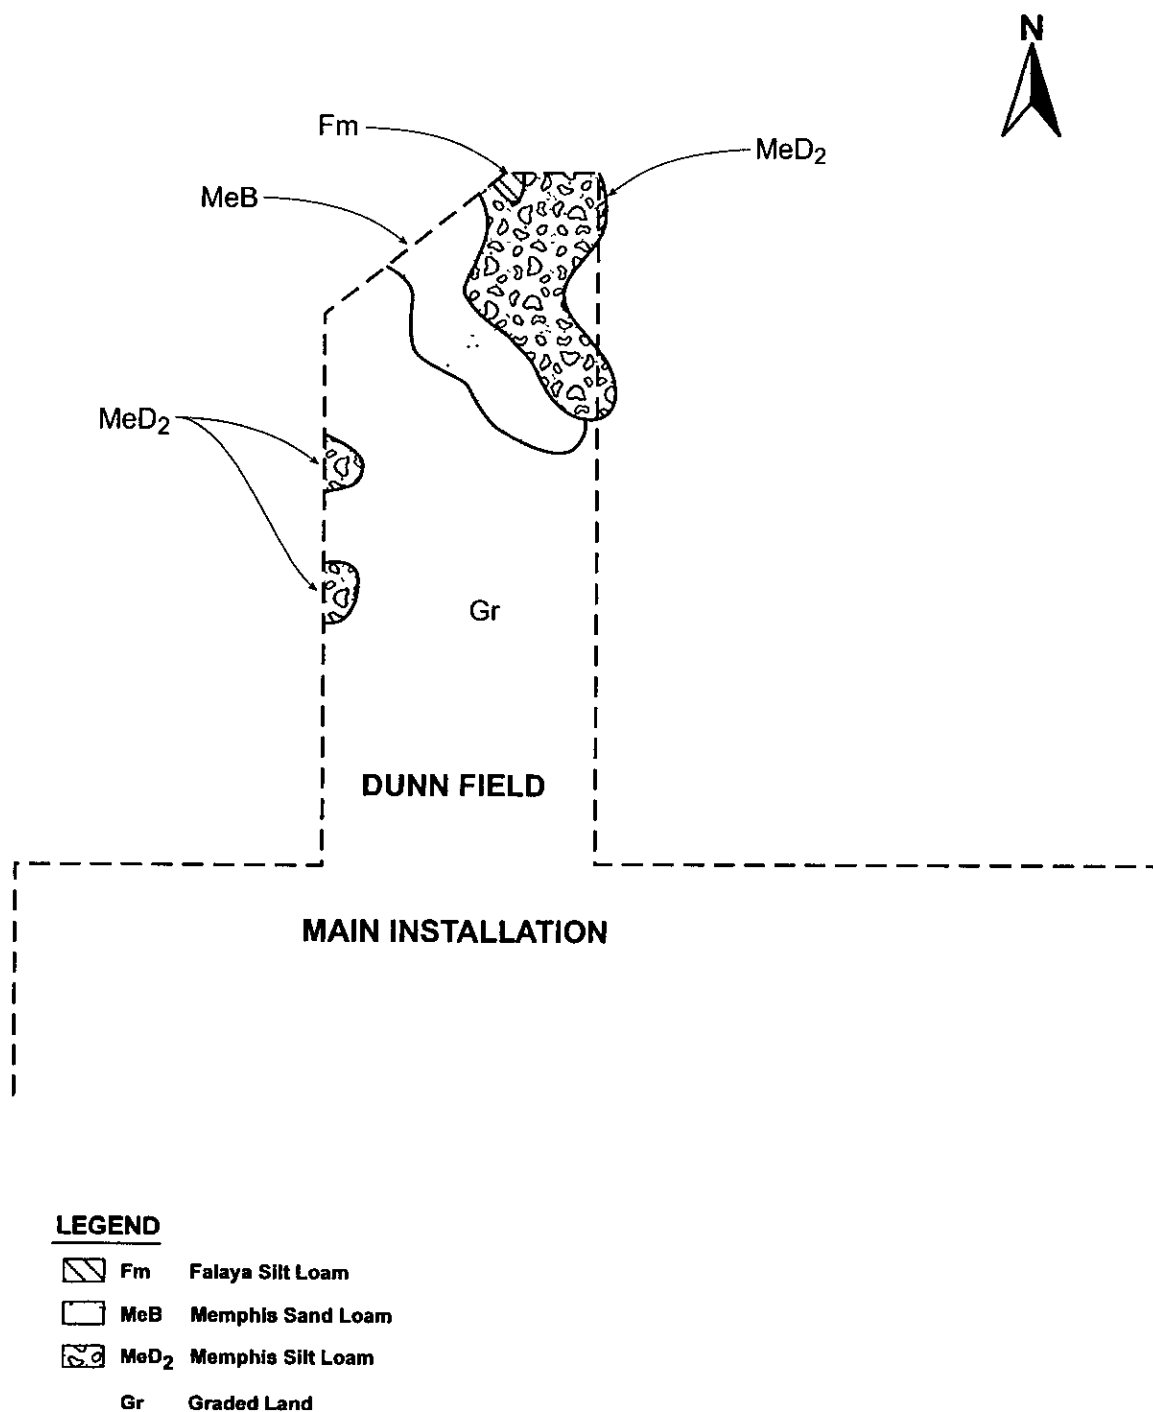 N
Fm
MeD2
MeB
MeD2
Gr
DUNN FIELD
MAIN INSTALLATION
LEGEND
Fm Falaya Silt Loam
MeB Memphis Sand Loam
MeD2 Memphis Silt Loam
Gr Graded Land